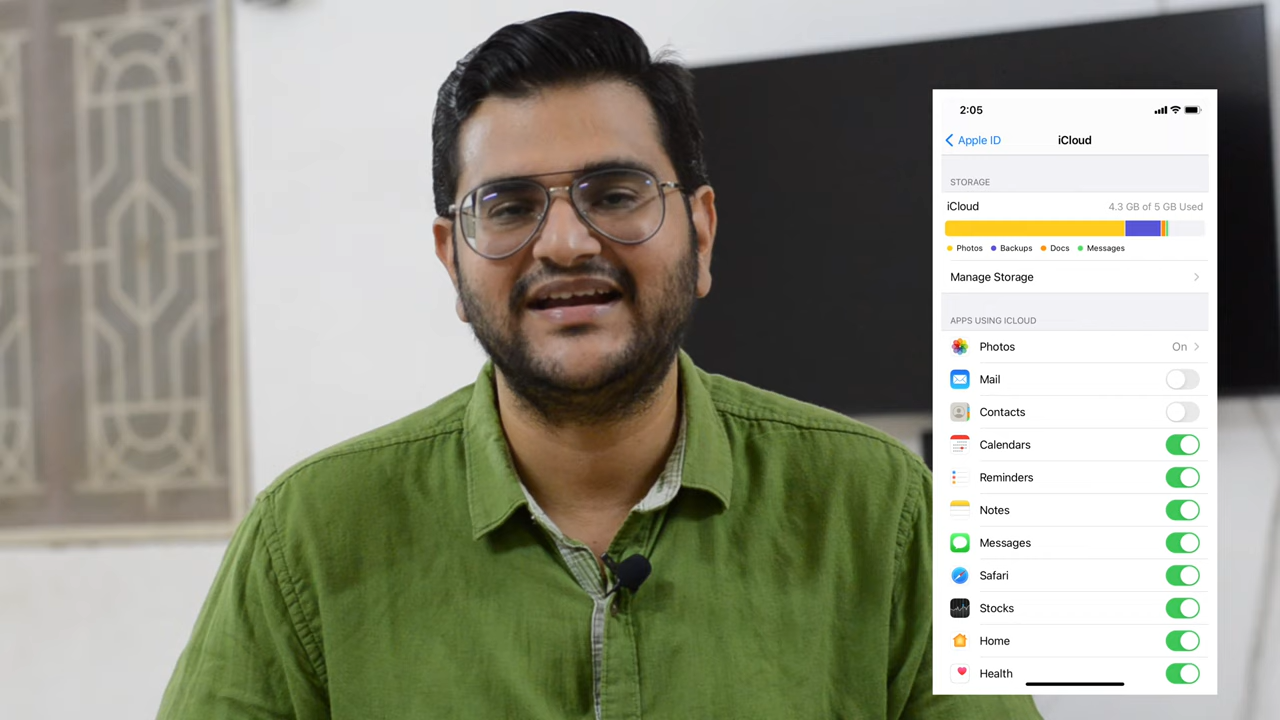 2:05
Apple ID
iCloud
STORAGE
iCloud
4.3 GB of 5 GB Used
Photos Backups Docs Messages
Manage Storage
APPS USING ICLOUD
Photos On
Mail
Contacts
Calendars
Reminders
Notes
Messages
Safari
Stocks
Home
Health